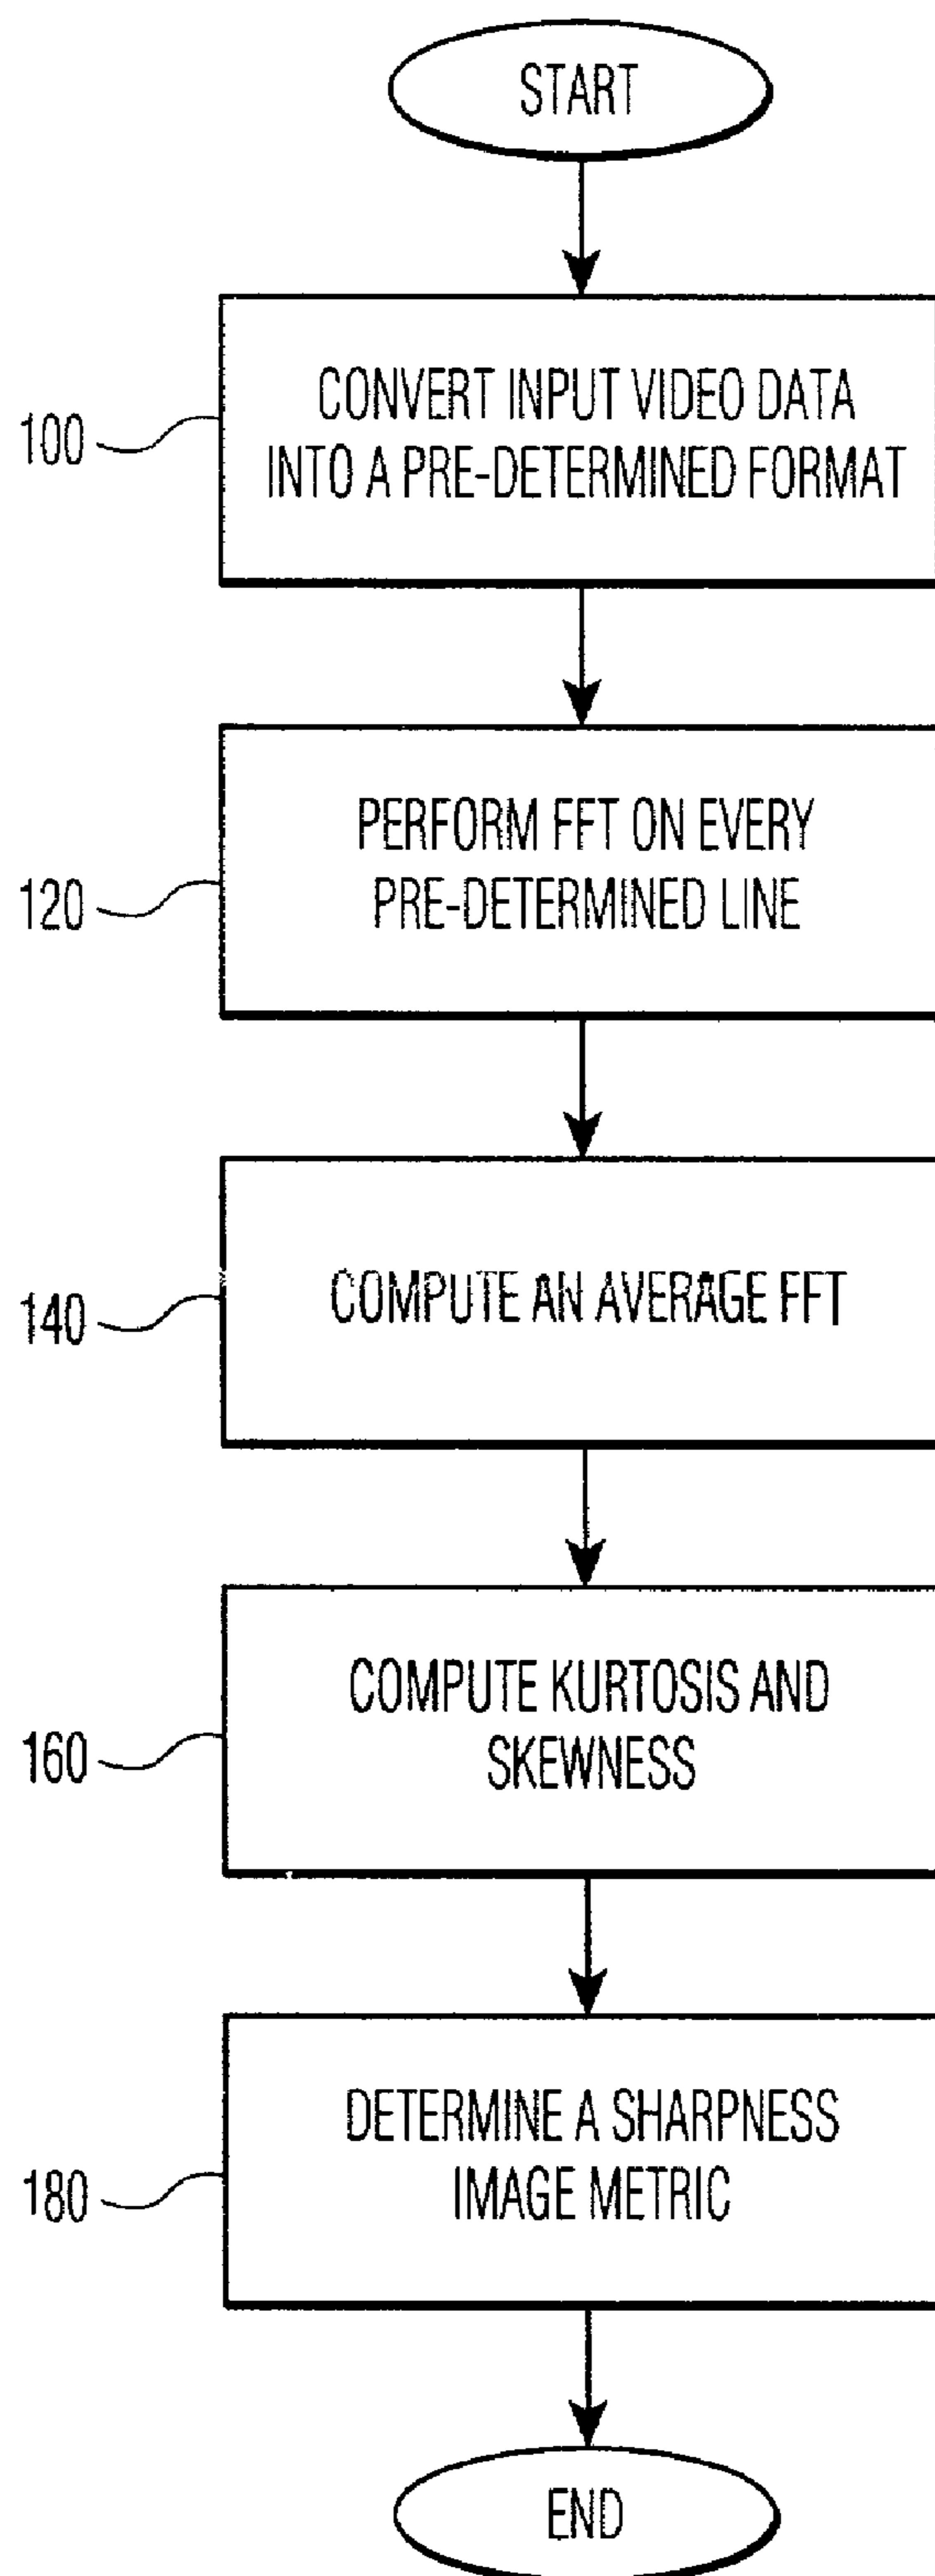 START
100
CONVERT INPUT VIDEO DATA
INTO A PRE-DETERMINED FORMAT
120
PERFORM FFT ON EVERY
PRE-DETERMINED LINE
140
COMPUTE AN AVERAGE FFT
160
COMPUTE KURTOSIS AND
SKEWNESS
180
DETERMINE A SHARPNESS
IMAGE METRIC
END